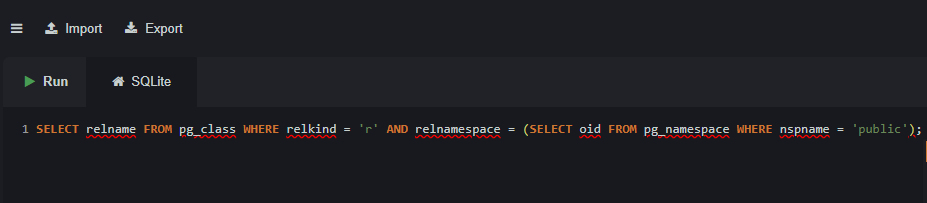 Import Export
Run SQLite
1 SELECT relname FROM pg_class WHERE relkind = 'r' AND relnamespace = (SELECT oid FROM pg_namespace WHERE nspname = 'public');